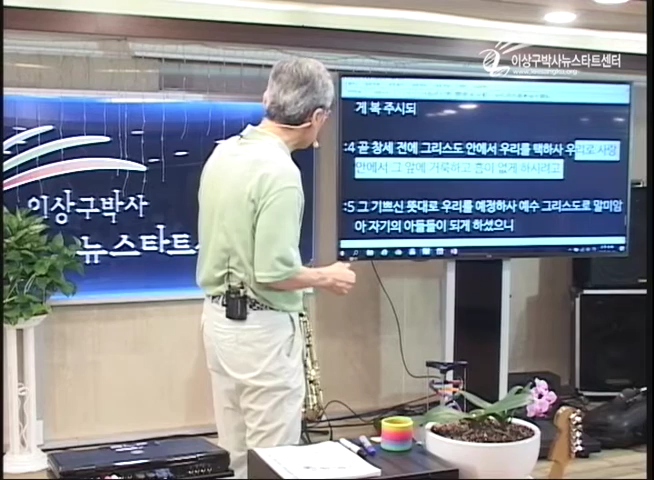 이상구박사뉴스타트센터
게 복 주시되
:4 곧 창세 전에 그리스도 안에서 우리를 택하사 우리로 사랑
안에서 그 앞에 거룩하고 흠이 없게 하시려고
:5 그 기쁘신 뜻대로 우리를 예정하사 예수 그리스도로 말미암
아 자기의 아들들이 되게 하셨으니
이상구박사
뉴스타트